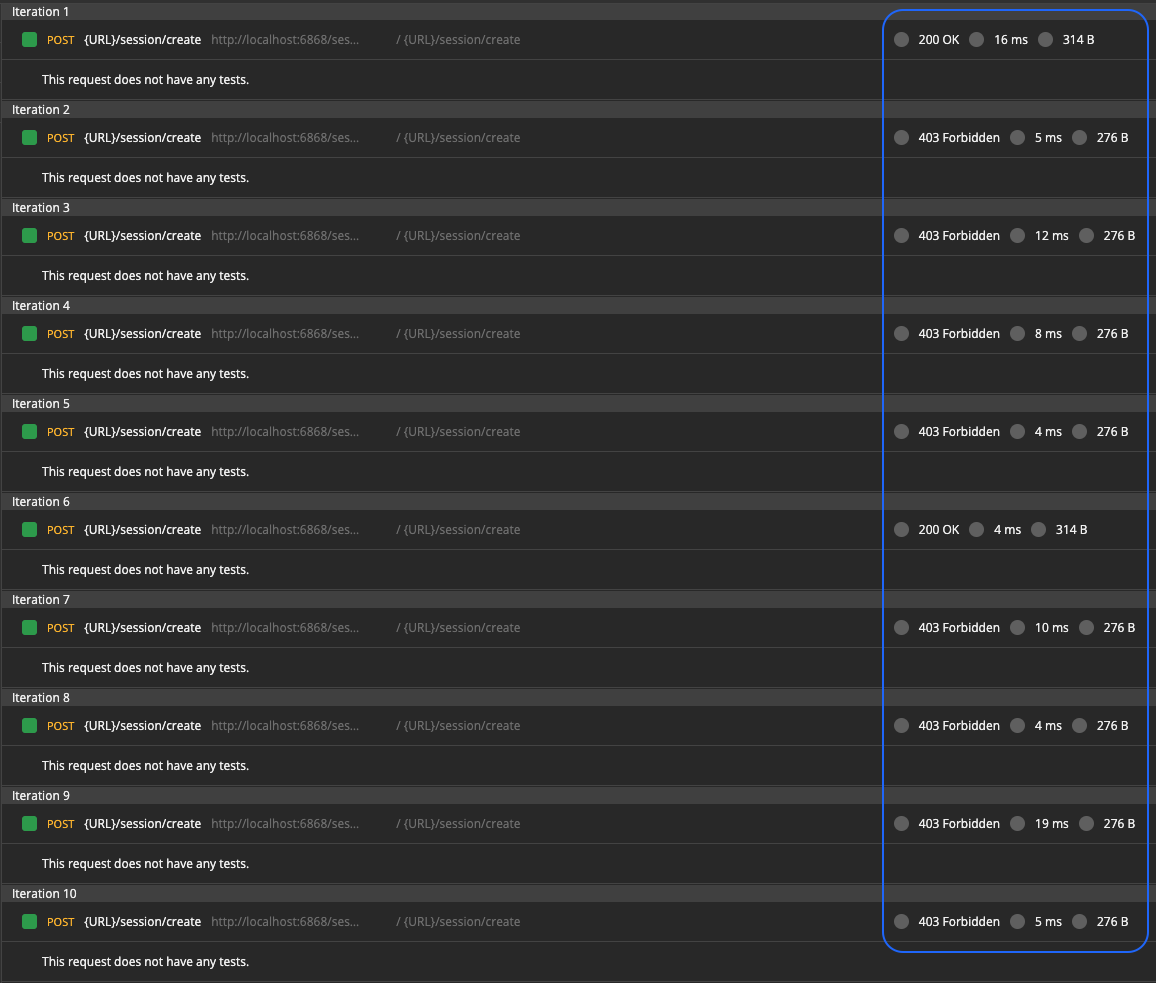 Iteration 1
POST {URL}/session/create http://localhost:6868/ses... / {URL}/session/create 200 OK 16 ms 314 B
This request does not have any tests.
Iteration 2
POST {URL}/session/create http://localhost:6868/ses... / {URL}/session/create 403 Forbidden 5 ms 276 B
This request does not have any tests.
Iteration 3
POST {URL}/session/create http://localhost:6868/ses... / {URL}/session/create 403 Forbidden 12 ms 276 B
This request does not have any tests.
Iteration 4
POST {URL}/session/create http://localhost:6868/ses... / {URL}/session/create 403 Forbidden 8 ms 276 B
This request does not have any tests.
Iteration 5
POST {URL}/session/create http://localhost:6868/ses... / {URL}/session/create 403 Forbidden 4 ms 276 B
This request does not have any tests.
Iteration 6
POST {URL}/session/create http://localhost:6868/ses... / {URL}/session/create 200 OK 4 ms 314 B
This request does not have any tests.
Iteration 7
POST {URL}/session/create http://localhost:6868/ses... / {URL}/session/create 403 Forbidden 10 ms 276 B
This request does not have any tests.
Iteration 8
POST {URL}/session/create http://localhost:6868/ses... / {URL}/session/create 403 Forbidden 4 ms 276 B
This request does not have any tests.
Iteration 9
POST {URL}/session/create http://localhost:6868/ses... / {URL}/session/create 403 Forbidden 19 ms 276 B
This request does not have any tests.
Iteration 10
POST {URL}/session/create http://localhost:6868/ses... / {URL}/session/create 403 Forbidden 5 ms 276 B
This request does not have any tests.